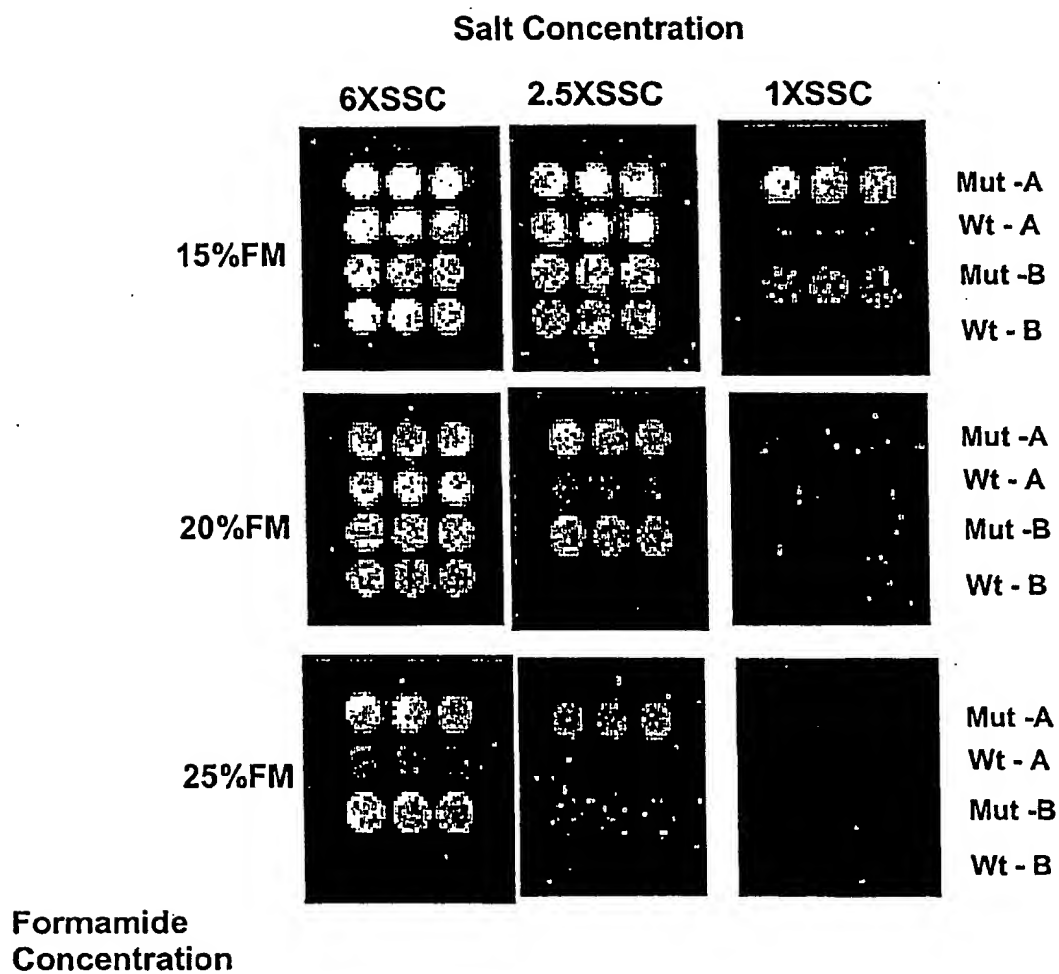 Salt Concentration
6XSSC 2.5XSSC 1XSSC
15%FM
Mut -A
Wt - A
Mut -B
Wt - B
20%FM
Mut -A
Wt - A
Mut -B
Wt - B
25%FM
Mut -A
Wt - A
Mut -B
Wt - B
Formamide
Concentration